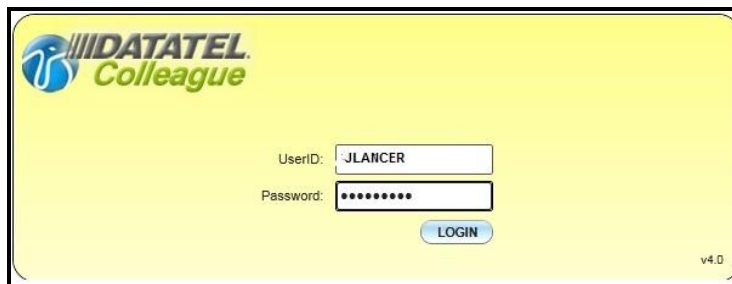 DATATEL
Colleague
UserID: JLANCER
Password: •••••••••
LOGIN
v4.0